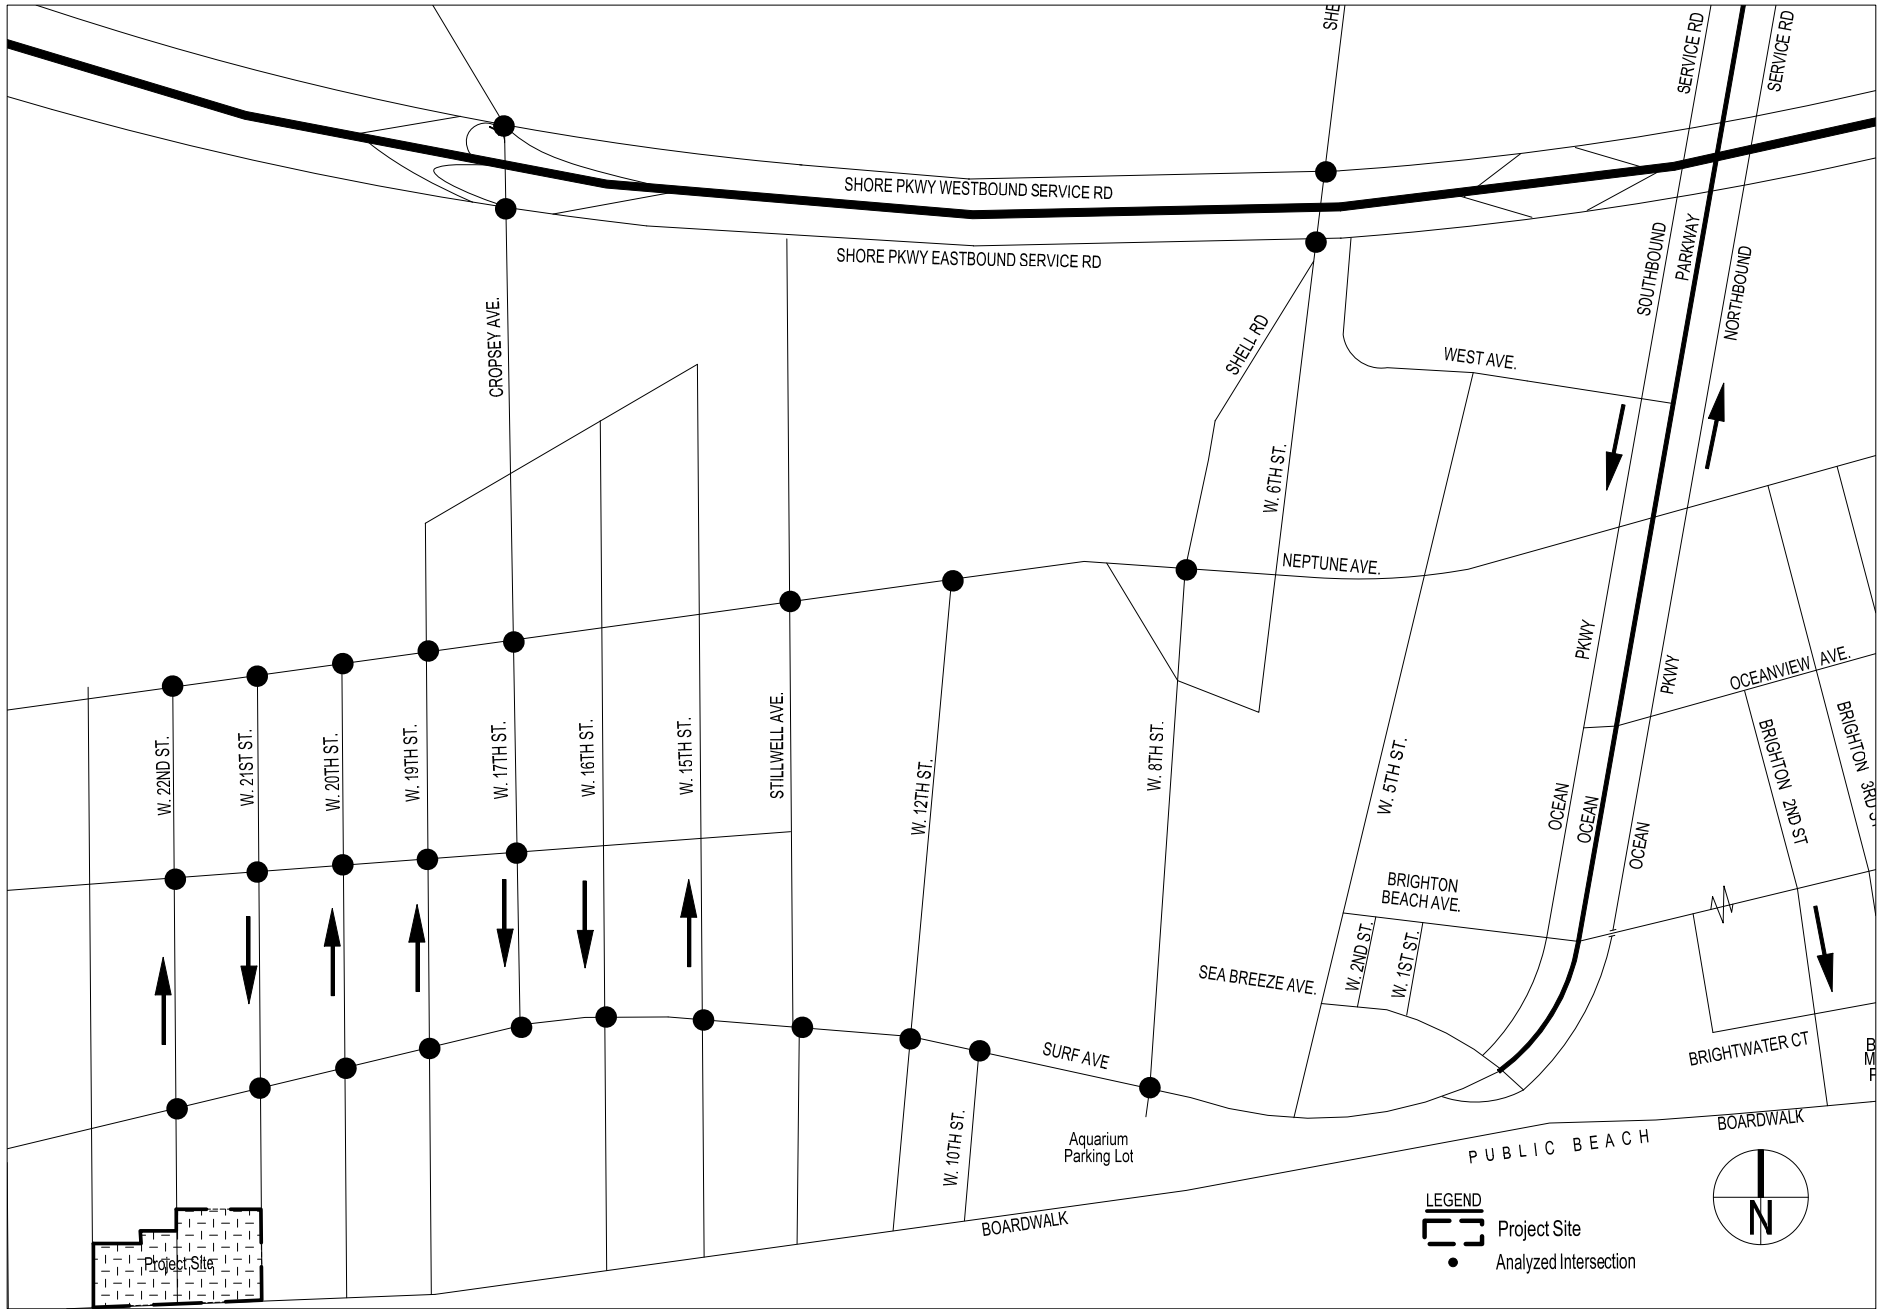 SHE
SERVICE RD
SERVICE RD
SHORE PKWY WESTBOUND SERVICE RD
SHORE PKWY EASTBOUND SERVICE RD
SOUTHBOUND
PARKWAY
NORTHBOUND
CROPSEY AVE.
SHELL RD
WEST AVE.
W. 6TH ST.
NEPTUNE AVE.
PKWY
PKWY
OCEANVIEW AVE.
W. 22ND ST.
W. 21ST ST.
W. 20TH ST.
W. 19TH ST.
W. 17TH ST.
W. 16TH ST.
W. 15TH ST.
STILLWELL AVE.
W. 12TH ST.
W. 8TH ST.
W. 5TH ST.
OCEAN
OCEAN
OCEAN
BRIGHTON 2ND ST
BRIGHTON 3RD S
BRIGHTON
BEACH AVE.
W. 2ND ST.
W. 1ST ST.
SEA BREEZE AVE.
SURF AVE
BRIGHTWATER CT
B
M
F
W. 10TH ST.
Aquarium
Parking Lot
BOARDWALK
PUBLIC BEACH
BOARDWALK
Project Site
LEGEND
Project Site
Analyzed Intersection
N